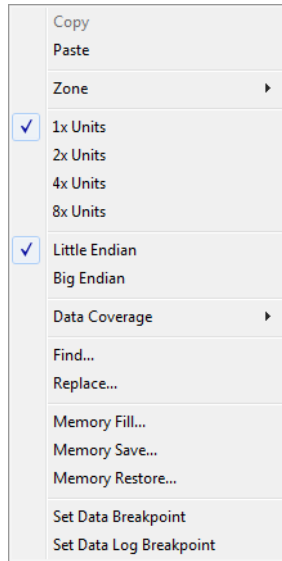 Copy
Paste
Zone
1x Units
2x Units
4x Units
8x Units
Little Endian
Big Endian
Data Coverage
Find...
Replace...
Memory Fill...
Memory Save...
Memory Restore...
Set Data Breakpoint
Set Data Log Breakpoint